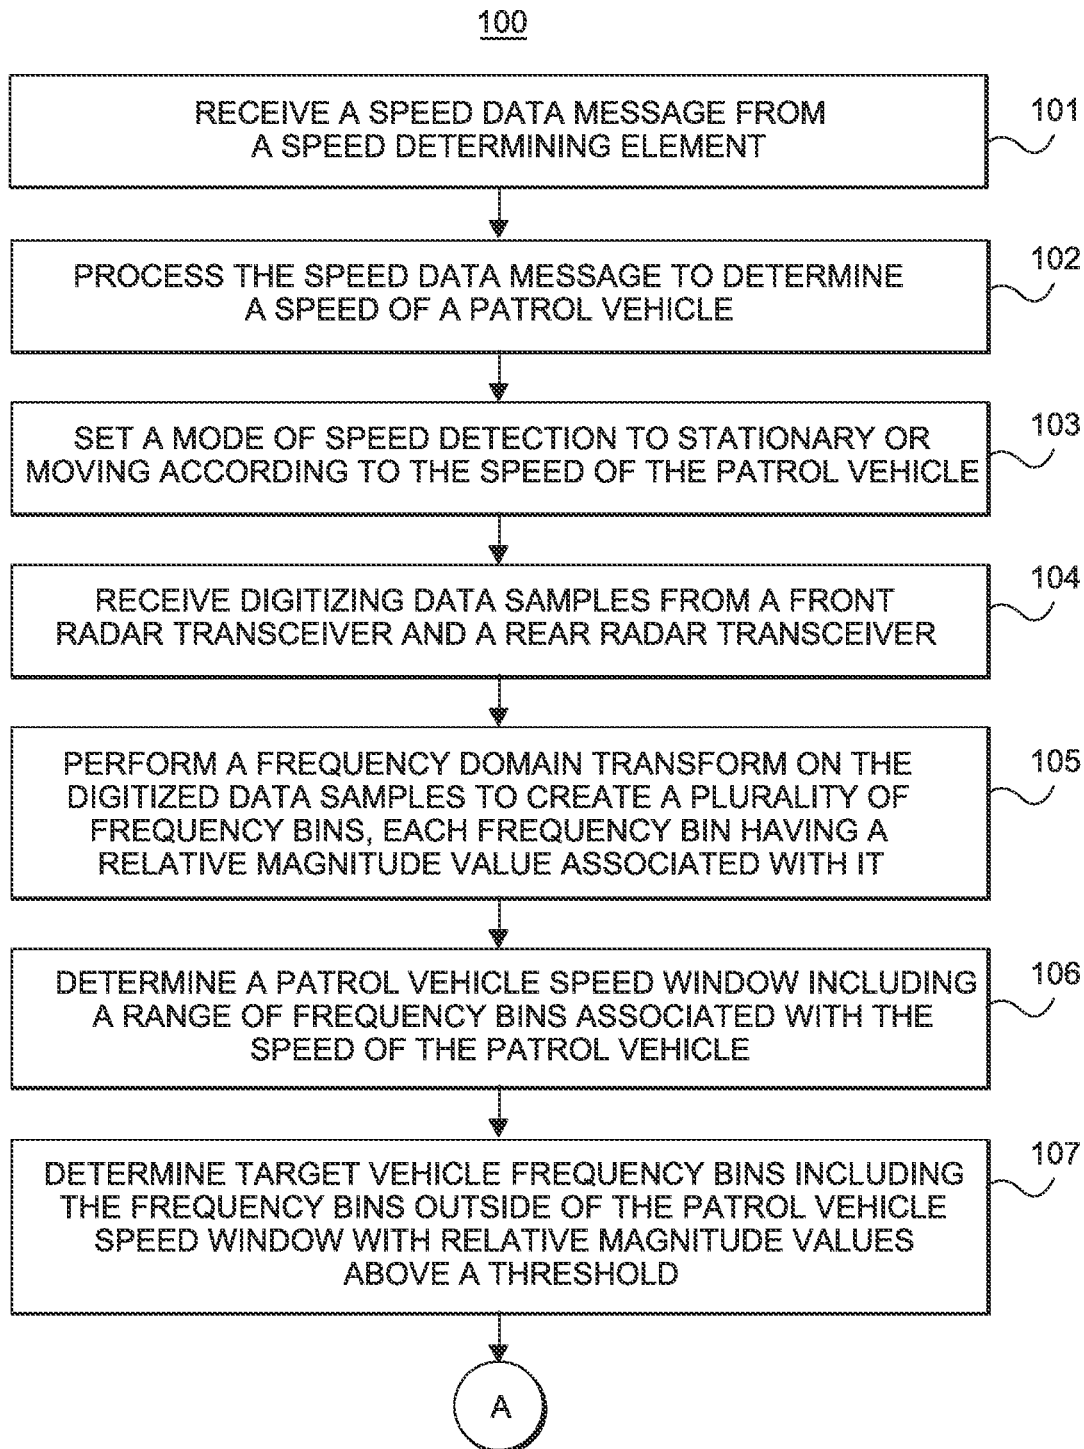 100
RECEIVE A SPEED DATA MESSAGE FROM
A SPEED DETERMINING ELEMENT
101
PROCESS THE SPEED DATA MESSAGE TO DETERMINE
A SPEED OF A PATROL VEHICLE
102
SET A MODE OF SPEED DETECTION TO STATIONARY OR
MOVING ACCORDING TO THE SPEED OF THE PATROL VEHICLE
103
RECEIVE DIGITIZING DATA SAMPLES FROM A FRONT
RADAR TRANSCEIVER AND A REAR RADAR TRANSCEIVER
104
PERFORM A FREQUENCY DOMAIN TRANSFORM ON THE
DIGITIZED DATA SAMPLES TO CREATE A PLURALITY OF
FREQUENCY BINS, EACH FREQUENCY BIN HAVING A
RELATIVE MAGNITUDE VALUE ASSOCIATED WITH IT
105
DETERMINE A PATROL VEHICLE SPEED WINDOW INCLUDING
A RANGE OF FREQUENCY BINS ASSOCIATED WITH THE
SPEED OF THE PATROL VEHICLE
106
DETERMINE TARGET VEHICLE FREQUENCY BINS INCLUDING
THE FREQUENCY BINS OUTSIDE OF THE PATROL VEHICLE
SPEED WINDOW WITH RELATIVE MAGNITUDE VALUES
ABOVE A THRESHOLD
107
A